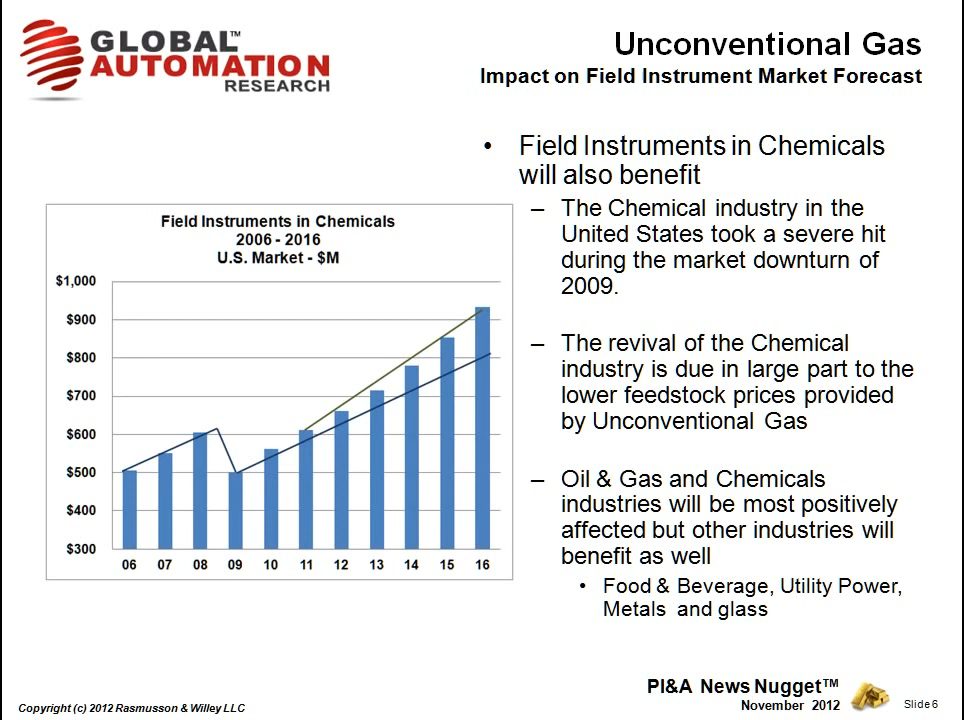 GLOBAL™
AUTOMATION
RESEARCH
Unconventional Gas
Impact on Field Instrument Market Forecast
• Field Instruments in Chemicals
will also benefit
– The Chemical industry in the
United States took a severe hit
during the market downturn of
2009.
– The revival of the Chemical
industry is due in large part to the
lower feedstock prices provided
by Unconventional Gas
– Oil & Gas and Chemicals
industries will be most positively
affected but other industries will
benefit as well
• Food & Beverage, Utility Power,
Metals and glass
Field Instruments in Chemicals
2006 - 2016
U.S. Market - $M
$1,000
$900
$800
$700
$600
$500
$400
$300
06 07 08 09 10 11 12 13 14 15 16
PI&A News Nugget™
November 2012
Slide 6
Copyright (c) 2012 Rasmusson & Willey LLC